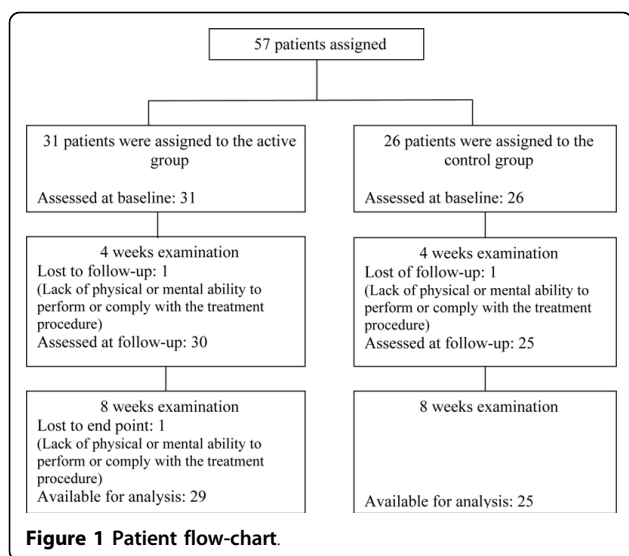 57 patients assigned
31 patients were assigned to the active
group
Assessed at baseline: 31
26 patients were assigned to the
control group
Assessed at baseline: 26
4 weeks examination
Lost to follow-up: 1
(Lack of physical or mental ability to
perform or comply with the treatment
procedure)
Assessed at follow-up: 30
4 weeks examination
Lost of follow-up: 1
(Lack of physical or mental ability to
perform or comply with the treatment
procedure)
Assessed at follow-up: 25
8 weeks examination
Lost to end point: 1
(Lack of physical or mental ability to
perform or comply with the treatment
procedure)
Available for analysis: 29
8 weeks examination
Available for analysis: 25
Figure 1 Patient flow-chart.